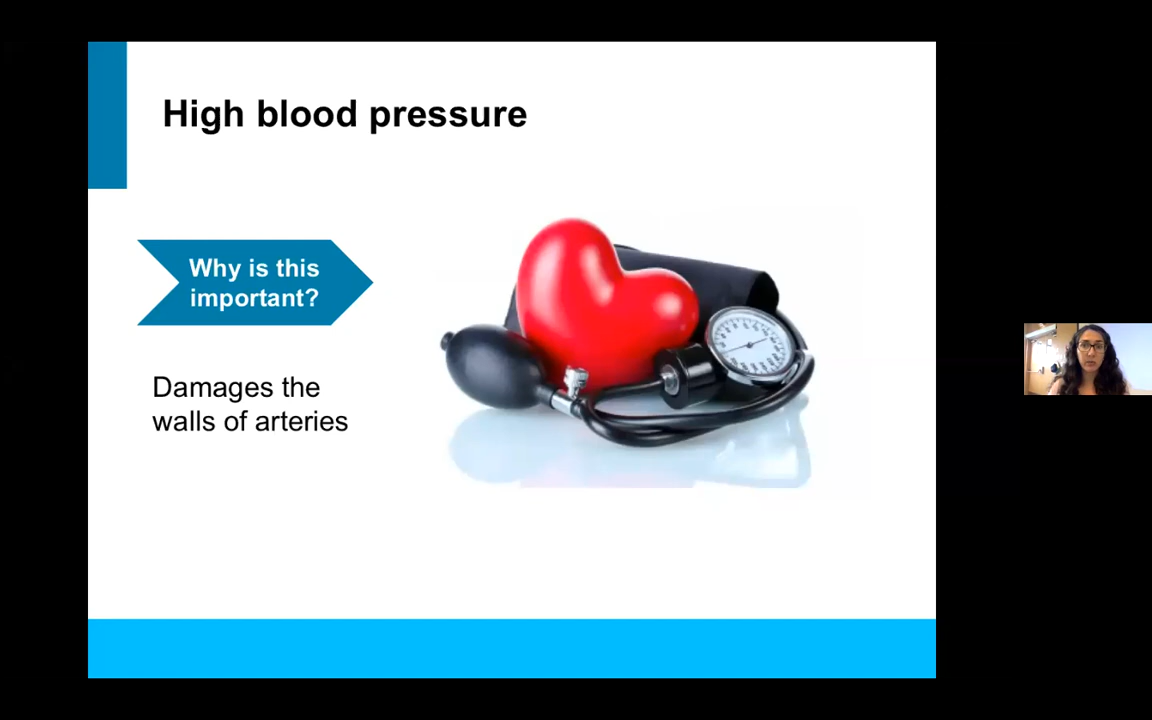 High blood pressure
Why is this
important?
Damages the
walls of arteries